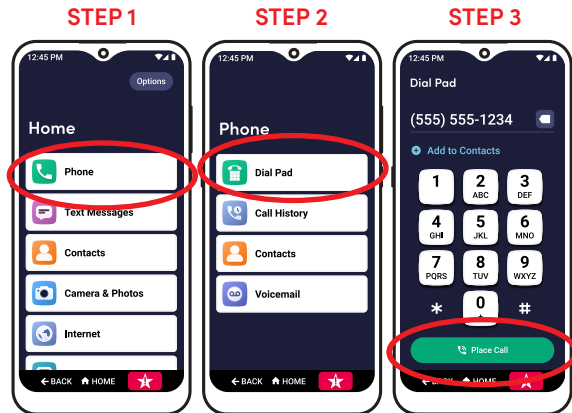 STEP 1
12:45 PM
Options
Home
Phone
Text Messages
Contacts
Camera & Photos
Internet
BACK HOME
STEP 2
12:45 PM
Phone
Dial Pad
Call History
Contacts
Voicemail
BACK HOME
STEP 3
12:45 PM
Dial Pad
(555) 555-1234
Add to Contacts
1 2 3
ABC DEF
4 5 6
GHI JKL MNO
7 8 9
PQRS TUV WXYZ
* 0 #
+
Place Call
BACK HOME